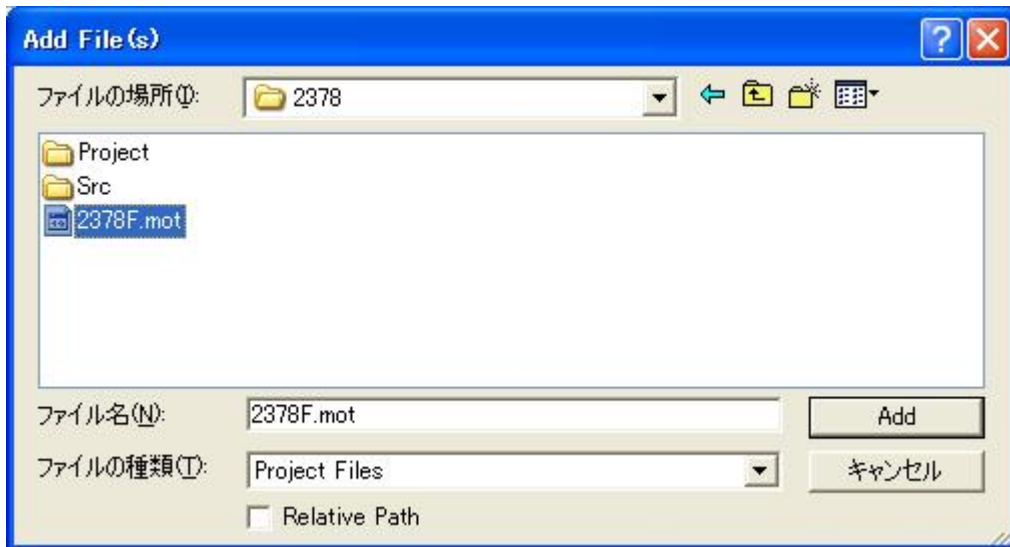 Add File(s)
ファイルの場所(I): 2378
Project
Src
2378F.mot
ファイル名(N): 2378F.mot Add
ファイルの種類(T): Project Files キャンセル
Relative Path